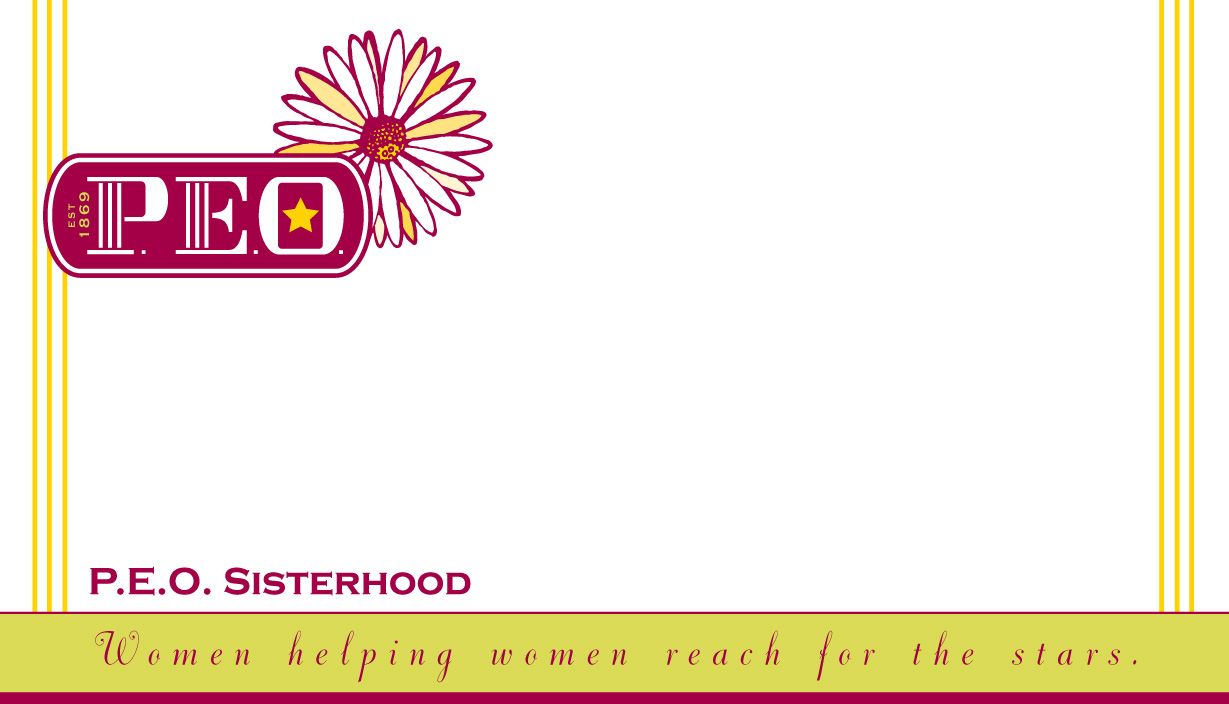 EST
1869
P.E.O.
P.E.O. Sisterhood
Women helping women reach for the stars.